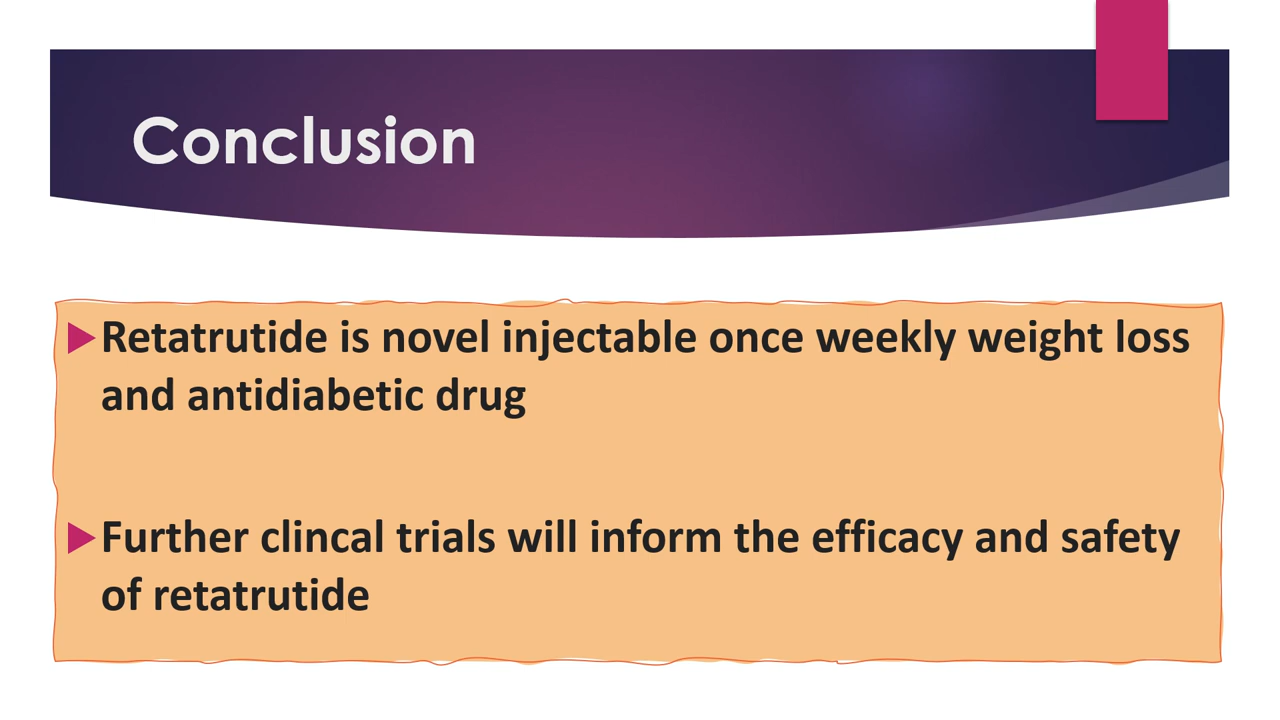 Conclusion
Retatrutide is novel injectable once weekly weight loss
and antidiabetic drug
Further clincal trials will inform the efficacy and safety
of retatrutide